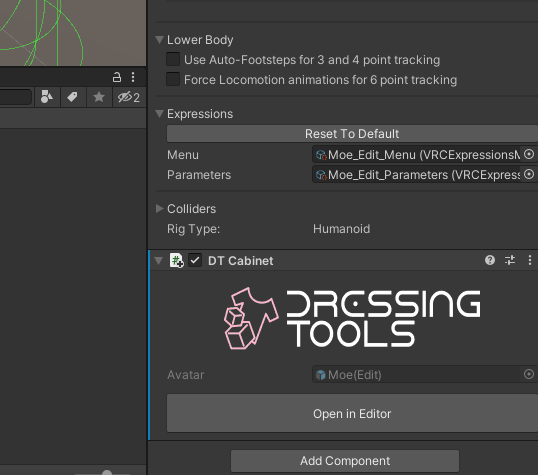 Lower Body
Use Auto-Footsteps for 3 and 4 point tracking
Force Locomotion animations for 6 point tracking
2
Expressions
Reset To Default
Menu Moe_Edit_Menu (VRCExpressionsM
Parameters Moe_Edit_Parameters (VRCExpress
Colliders
Rig Type: Humanoid
DT Cabinet
DRESSING
TOOLS
Avatar Moe(Edit)
Open in Editor
Add Component